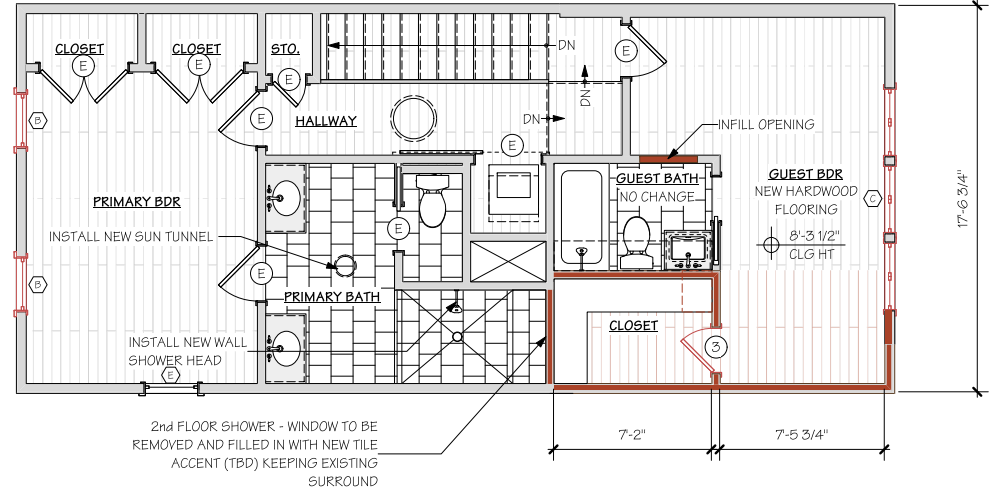 CLOSET
E
CLOSET
E
STO.
E
DN
E
DN
DN
B
E
HALLWAY
E
INFILL OPENING
PRIMARY BDR
GUEST BATH
NO CHANGE
GUEST BDR
NEW HARDWOOD
FLOORING
C
17'-6 3/4"
INSTALL NEW SUN TUNNEL
E
8'-3 1/2"
CLG HT
B
E
PRIMARY BATH
CLOSET
INSTALL NEW WALL
SHOWER HEAD
3
E
2nd FLOOR SHOWER - WINDOW TO BE
REMOVED AND FILLED IN WITH NEW TILE
ACCENT (TBD) KEEPING EXISTING
SURROUND
7'-2"
7'-5 3/4"